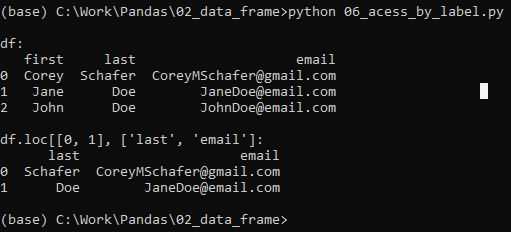 (base) C:\Work\Pandas\02_data_frame>python 06_acess_by_label.py
df:
first last email
0 Corey Schafer CoreyMSchafer@gmail.com
1 Jane Doe JaneDoe@email.com
2 John Doe JohnDoe@email.com
df.loc[[0, 1], ['last', 'email']:
last email
0 Schafer CoreyMSchafer@gmail.com
1 Doe JaneDoe@email.com
(base) C:\Work\Pandas\02_data_frame>